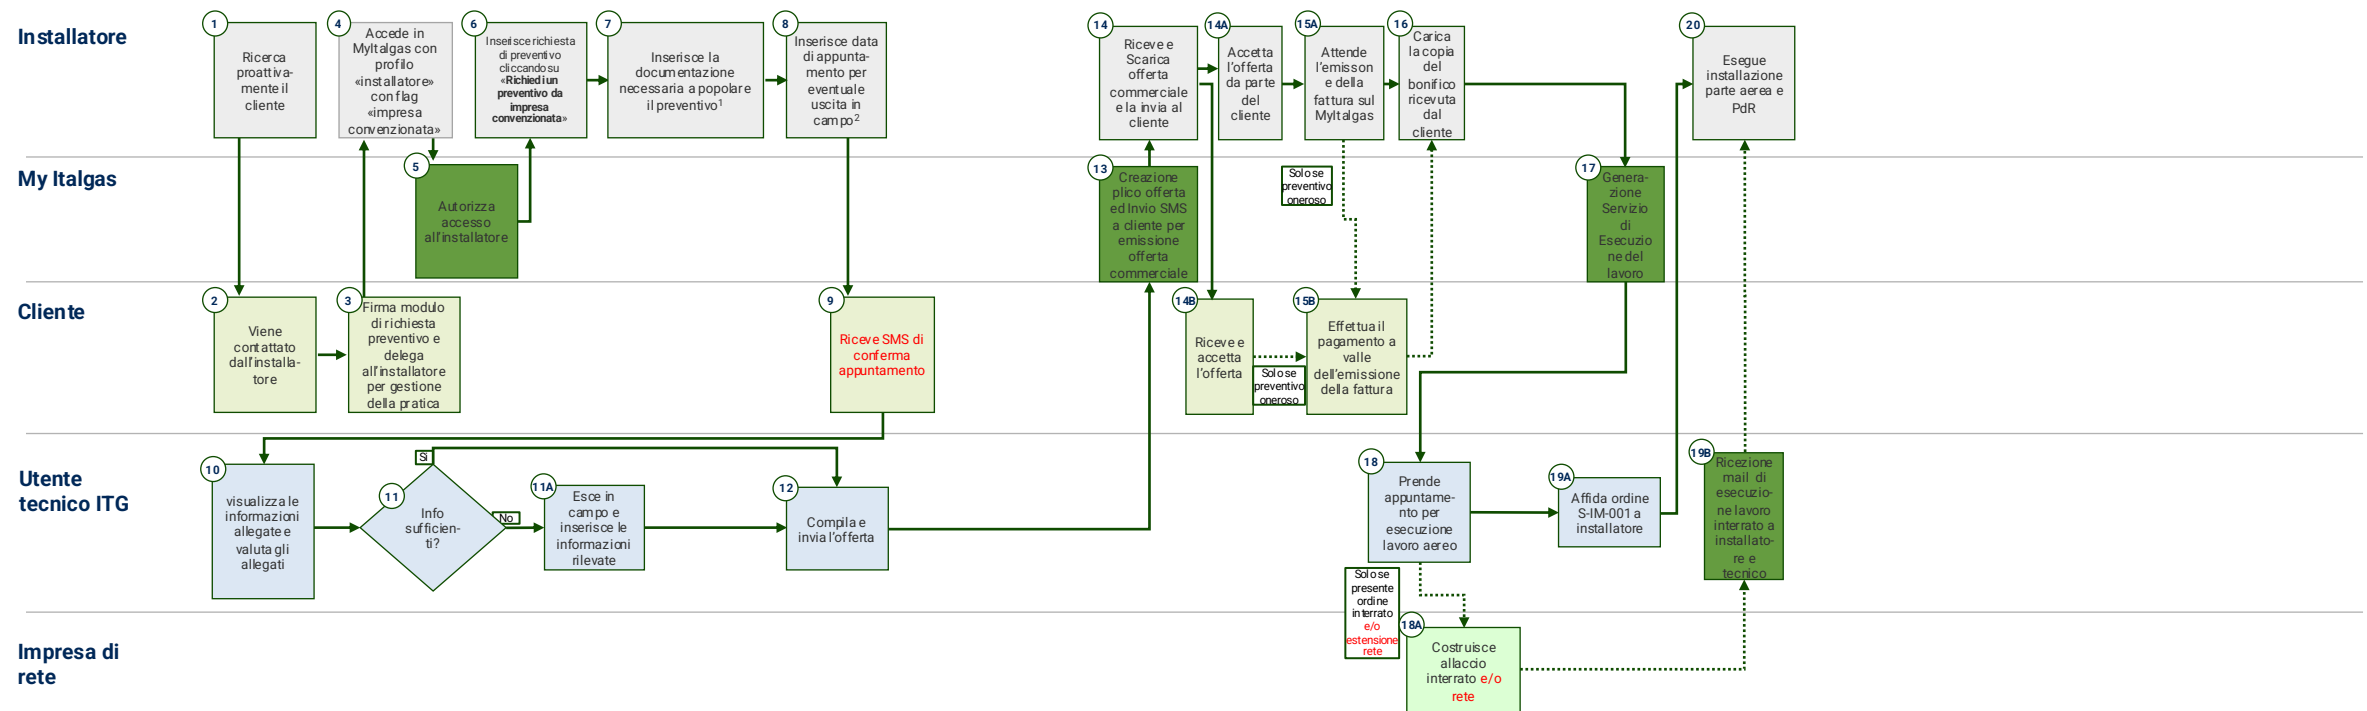 Installatore
1
Ricerca
proattiva-
mente il
cliente
4
Accede in
MyItalgas con
profilo
«installatore»
con flag
«impresa
convenzionata»
6
Inserisce richiesta
di preventivo
cliccando su
«Richiedi un
preventivo da
impresa
convenzionata»
7
Inserisce la
documentazione
necessaria a popolare
il preventivo¹
8
Inserisce data
di appunta-
mento per
eventuale
uscita in
campo²
14
Riceve e
Scarica
offerta
commerciale
e la invia al
cliente
14A
Accetta
l'offerta
da parte
del
cliente
15A
Attende
l'emission
e della
fattura sul
MyItalgas
16
Carica
la copia
del
bonifico
ricevuta
dal
cliente
20
Esegue
installazione
parte aerea e
PdR
My Italgas
5
Autorizza
accesso
all'installatore
13
Creazione
plico offerta
ed Invio SMS
a cliente per
emissione
offerta
commerciale
Solo se
preventivo
oneroso
17
Genera-
zione
Servizio
di
Esecuzio
ne del
lavoro
Cliente
2
Viene
contattato
dall'installa-
tore
3
Firma modulo
di richiesta
preventivo e
delega
all'installatore
per gestione
della pratica
9
Riceve SMS di
conferma
appuntamento
14B
Riceve e
accetta
l'offerta
Solo se
preventivo
oneroso
15B
Effettua il
pagamento a
valle
dell'emissione
della fattura
Utente
tecnico ITG
10
visualizza le
informazioni
allegate e
valuta gli
allegati
11
Info
sufficien-
ti?
Si
No
11A
Esce in
campo e
inserisce le
informazioni
rilevate
12
Compila e
invia l'offerta
18
Prende
appuntame-
nto per
esecuzione
lavoro aereo
19A
Affida ordine
S-IM-001 a
installatore
19B
Ricezione
mail di
esecuzio-
ne lavoro
interrato a
installato-
re e
tecnico
Solo se
presente
ordine
interrato
e/o
estensione
rete
Impresa di
rete
18A
Costruisce
allaccio
interrato e/o
rete